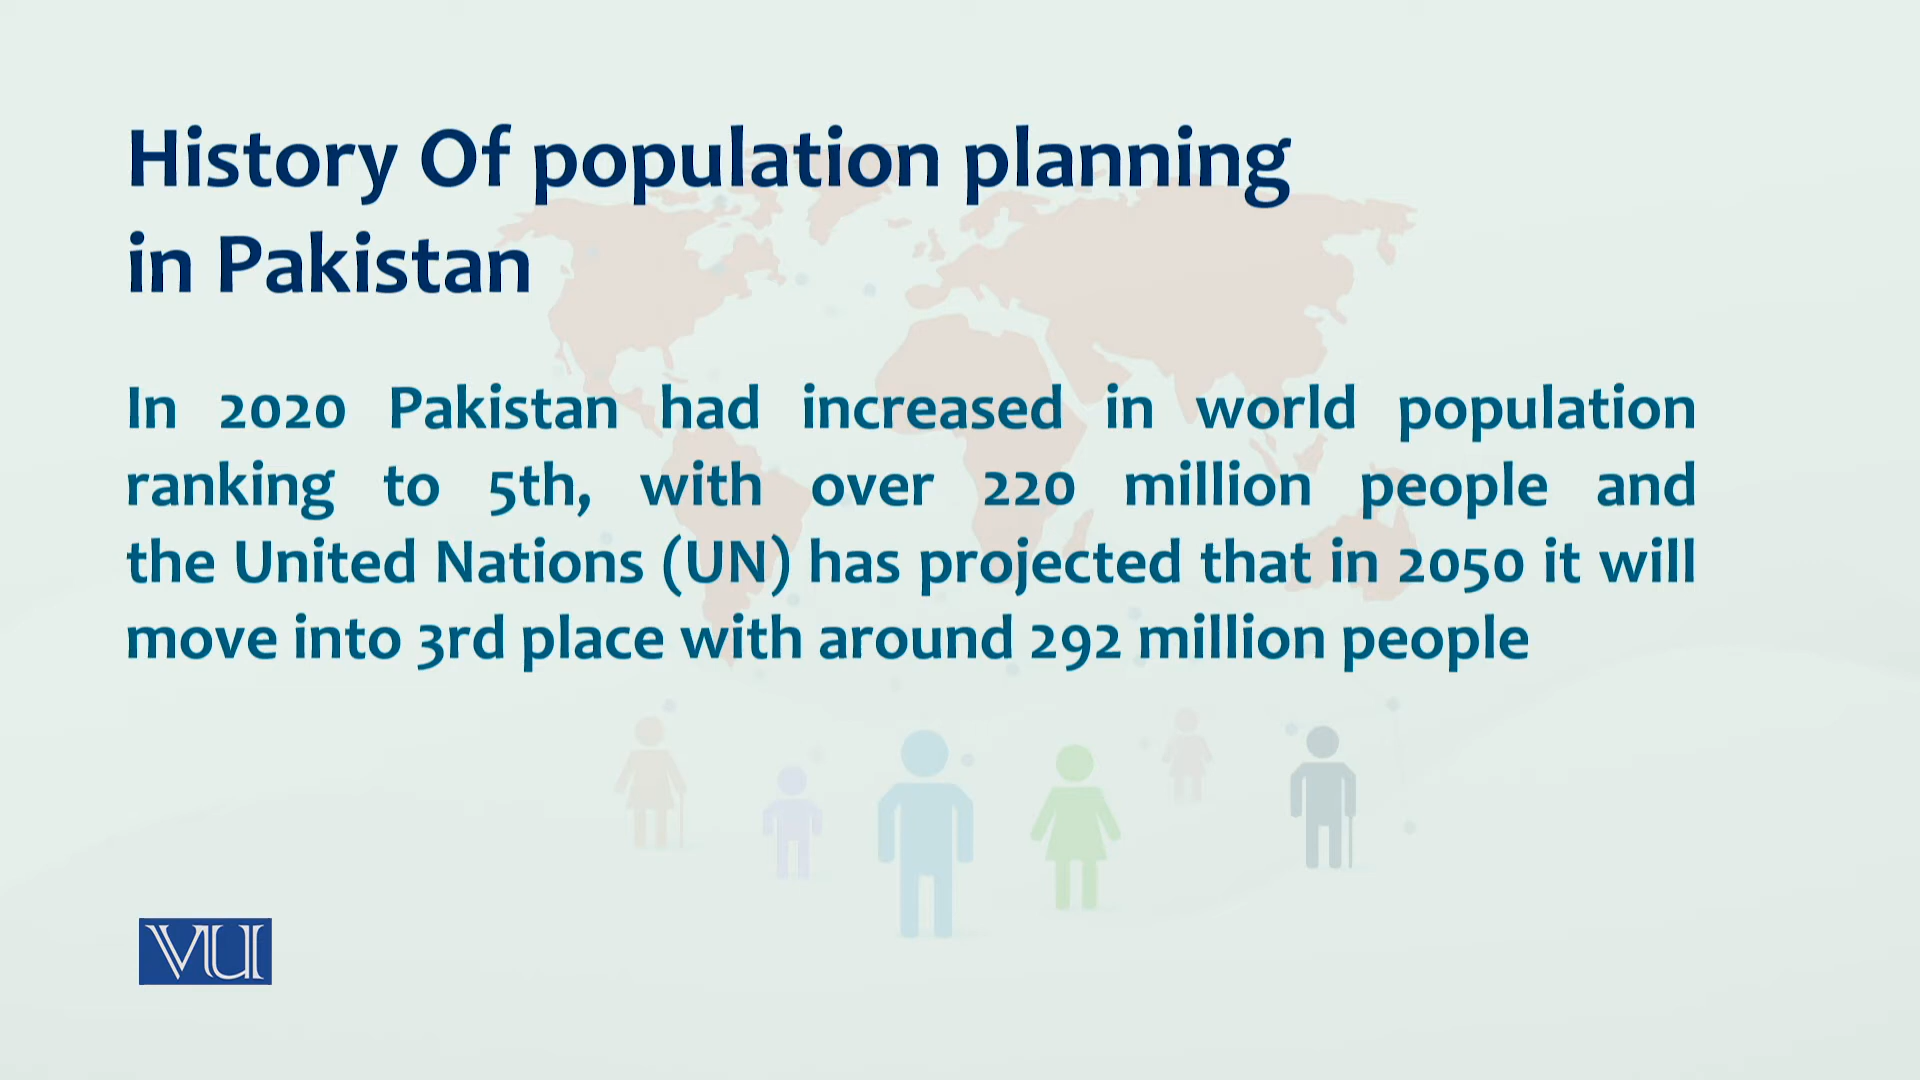 History Of population planning
in Pakistan
In 2020 Pakistan had increased in world population
ranking to 5th, with over 220 million people and
the United Nations (UN) has projected that in 2050 it will
move into 3rd place with around 292 million people
VU